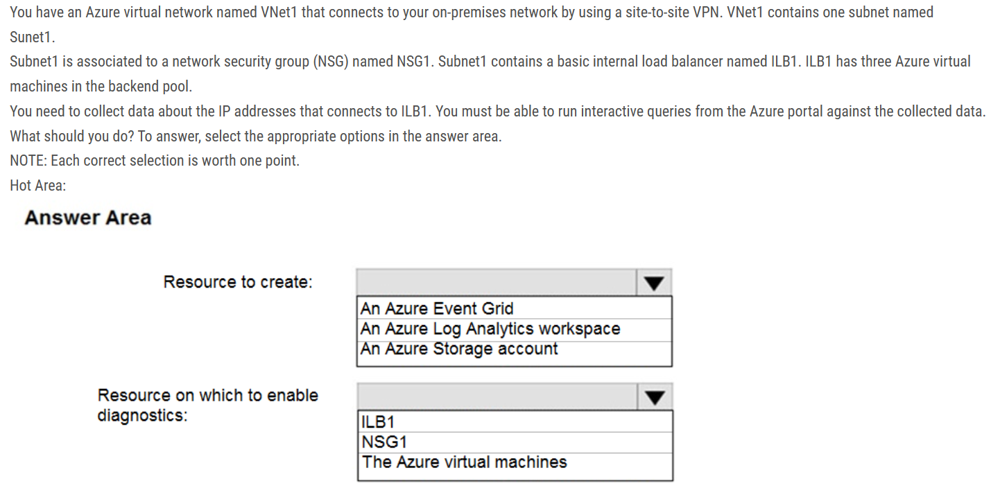 You have an Azure virtual network named VNet1 that connects to your on-premises network by using a site-to-site VPN. VNet1 contains one subnet named
Sunet1.
Subnet1 is associated to a network security group (NSG) named NSG1. Subnet1 contains a basic internal load balancer named ILB1. ILB1 has three Azure virtual
machines in the backend pool.
You need to collect data about the IP addresses that connects to ILB1. You must be able to run interactive queries from the Azure portal against the collected data.
What should you do? To answer, select the appropriate options in the answer area.
NOTE: Each correct selection is worth one point.
Hot Area:
Answer Area
Resource to create:
An Azure Event Grid
An Azure Log Analytics workspace
An Azure Storage account
Resource on which to enable
diagnostics:
ILB1
NSG1
The Azure virtual machines